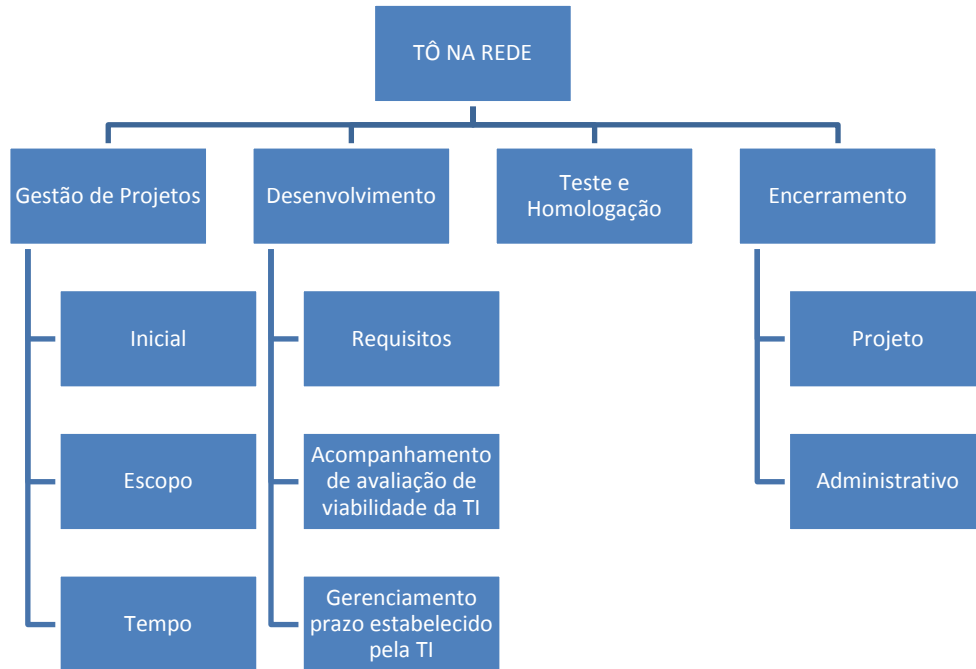 TÔ NA REDE
Gestão de Projetos
Desenvolvimento
Teste e
Homologação
Encerramento
Inicial
Requisitos
Projeto
Escopo
Acompanhamento
de avaliação de
viabilidade da TI
Administrativo
Tempo
Gerenciamento
prazo estabelecido
pela TI